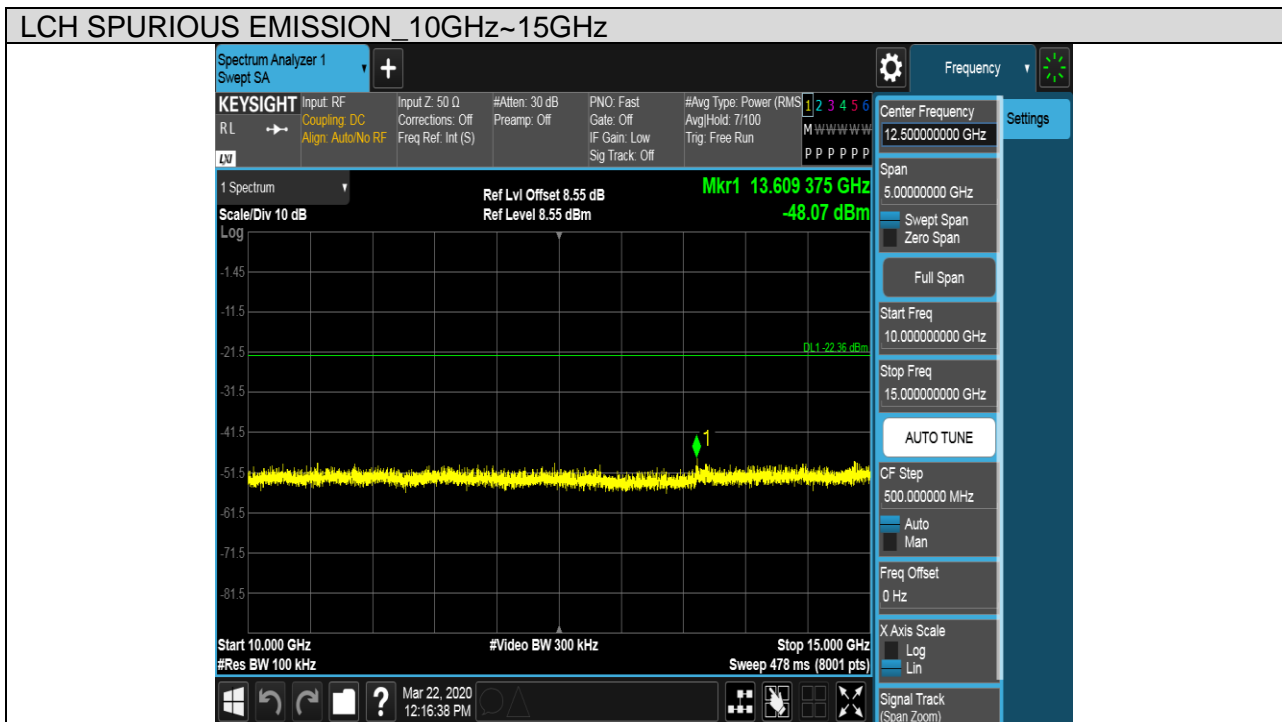 LCH SPURIOUS EMISSION_10GHz~15GHz
Spectrum Analyzer 1
Swept SA
Frequency
KEYSIGHT
RL
LXI
Input: RF
Coupling: DC
Align: Auto/No RF
Input Z: 50 Ω
Corrections: Off
Freq Ref: Int (S)
#Atten: 30 dB
Preamp: Off
PNO: Fast
Gate: Off
IF Gain: Low
Sig Track: Off
#Avg Type: Power (RMS
Avg|Hold: 7/100
Trig: Free Run
1 2 3 4 5 6
M W W W W W
P P P P P P
1 Spectrum
Scale/Div 10 dB
Ref Lvl Offset 8.55 dB
Ref Level 8.55 dBm
Mkr1 13.609 375 GHz
-48.07 dBm
Log
-1.45
-11.5
-21.5
-31.5
-41.5
-51.5
-61.5
-71.5
-81.5
DL1 -22.36 dBm
1
Start 10.000 GHz
#Res BW 100 kHz
#Video BW 300 kHz
Stop 15.000 GHz
Sweep 478 ms (8001 pts)
Mar 22, 2020
12:16:38 PM
Center Frequency
12.500000000 GHz
Settings
Span
5.00000000 GHz
Swept Span
Zero Span
Full Span
Start Freq
10.000000000 GHz
Stop Freq
15.000000000 GHz
AUTO TUNE
CF Step
500.000000 MHz
Auto
Man
Freq Offset
0 Hz
X Axis Scale
Log
Lin
Signal Track
(Span Zoom)